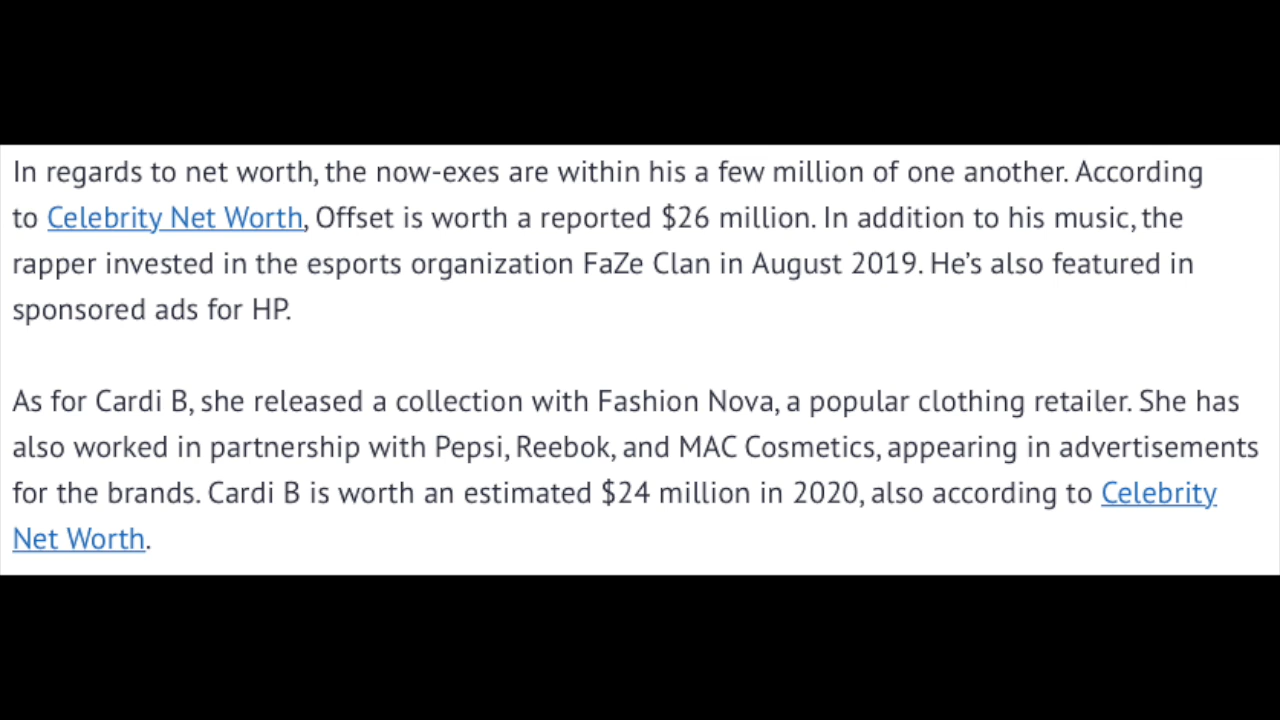 In regards to net worth, the now-exes are within his a few million of one another. According
to Celebrity Net Worth, Offset is worth a reported $26 million. In addition to his music, the
rapper invested in the esports organization FaZe Clan in August 2019. He’s also featured in
sponsored ads for HP.
As for Cardi B, she released a collection with Fashion Nova, a popular clothing retailer. She has
also worked in partnership with Pepsi, Reebok, and MAC Cosmetics, appearing in advertisements
for the brands. Cardi B is worth an estimated $24 million in 2020, also according to Celebrity
Net Worth.